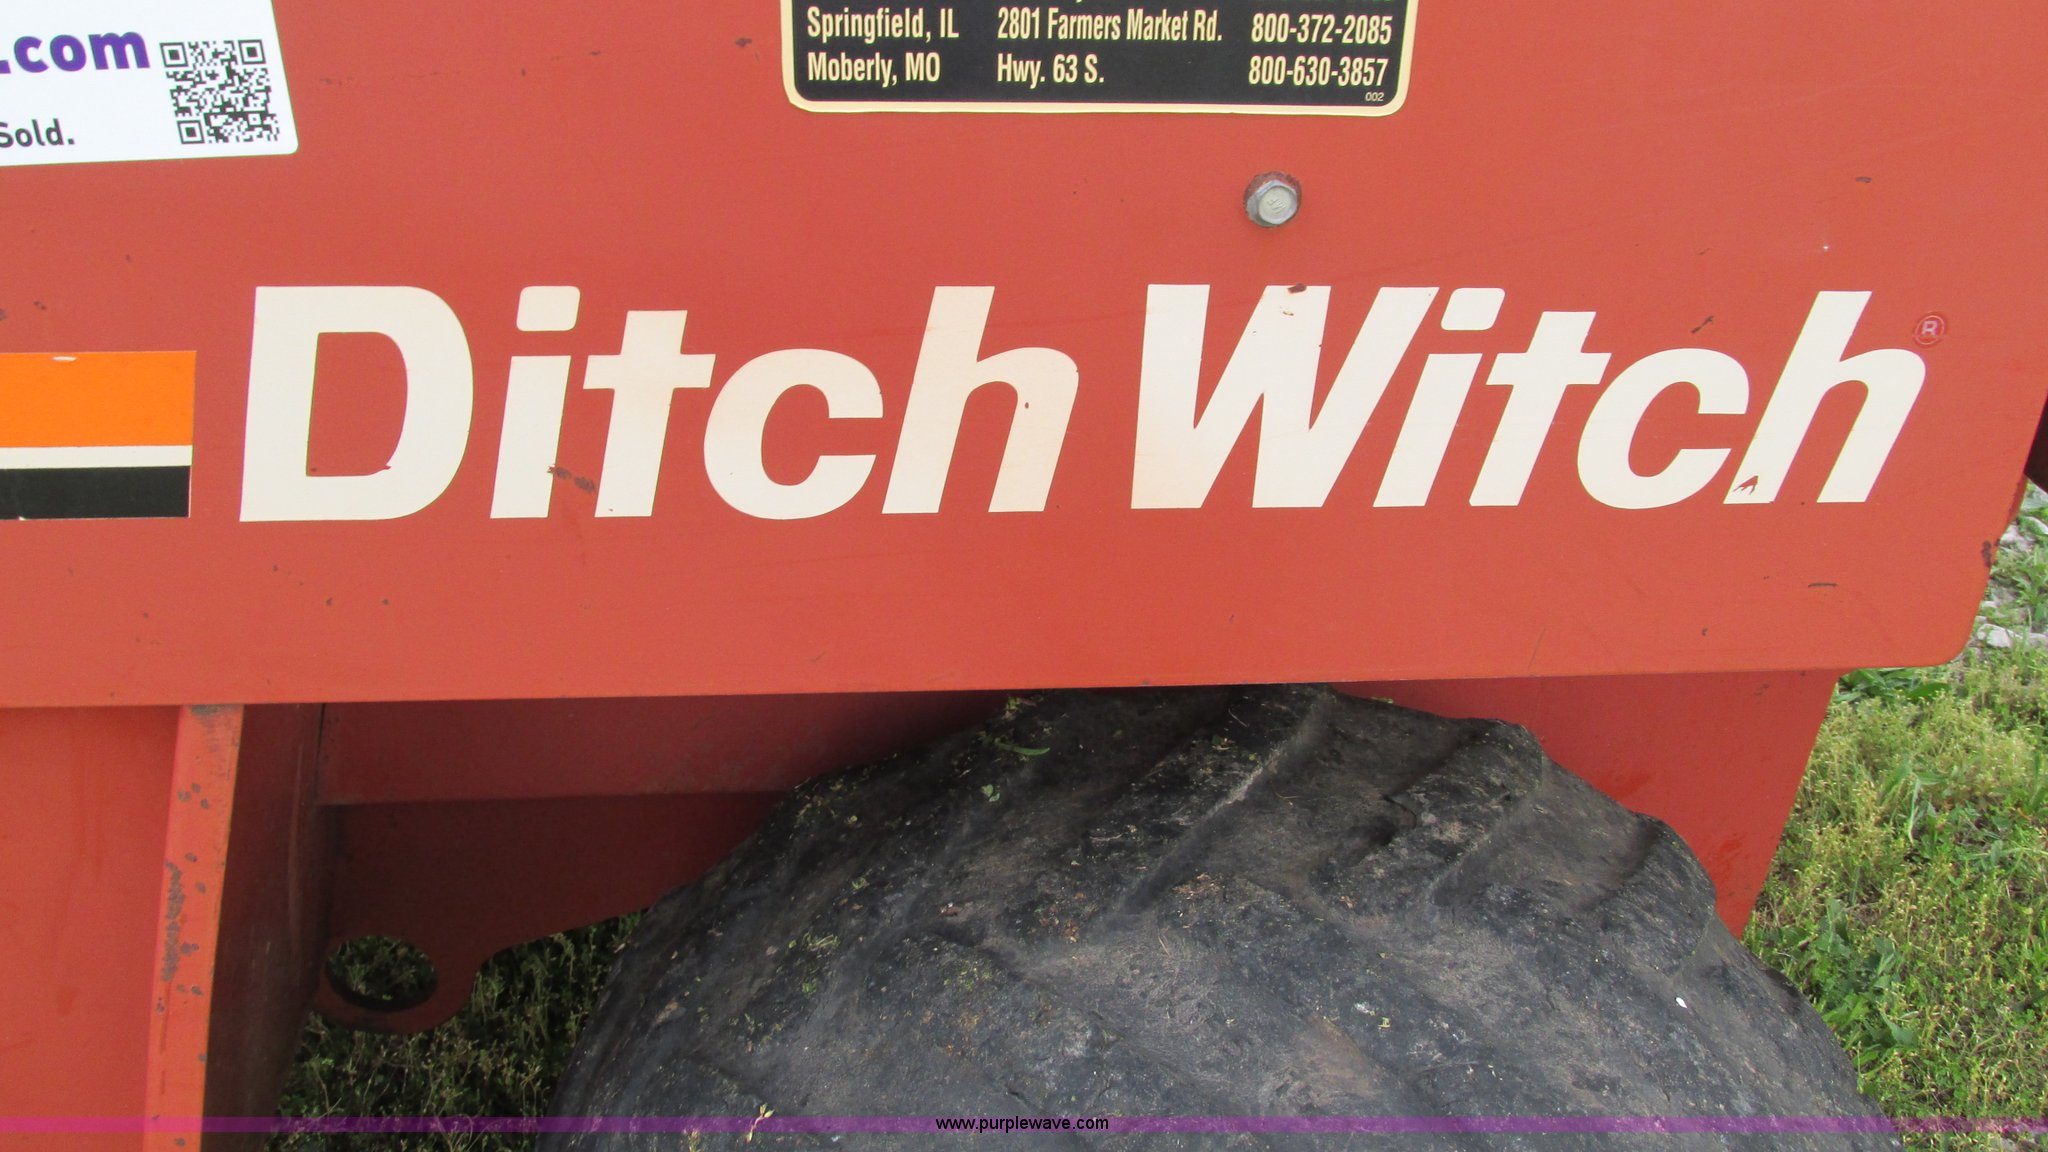 .com
Sold.
Springfield, IL 2801 Farmers Market Rd. 800-372-2085
Moberly, MO Hwy. 63 S. 800-630-3857
002
Ditch Witch ®
www.purplewave.com